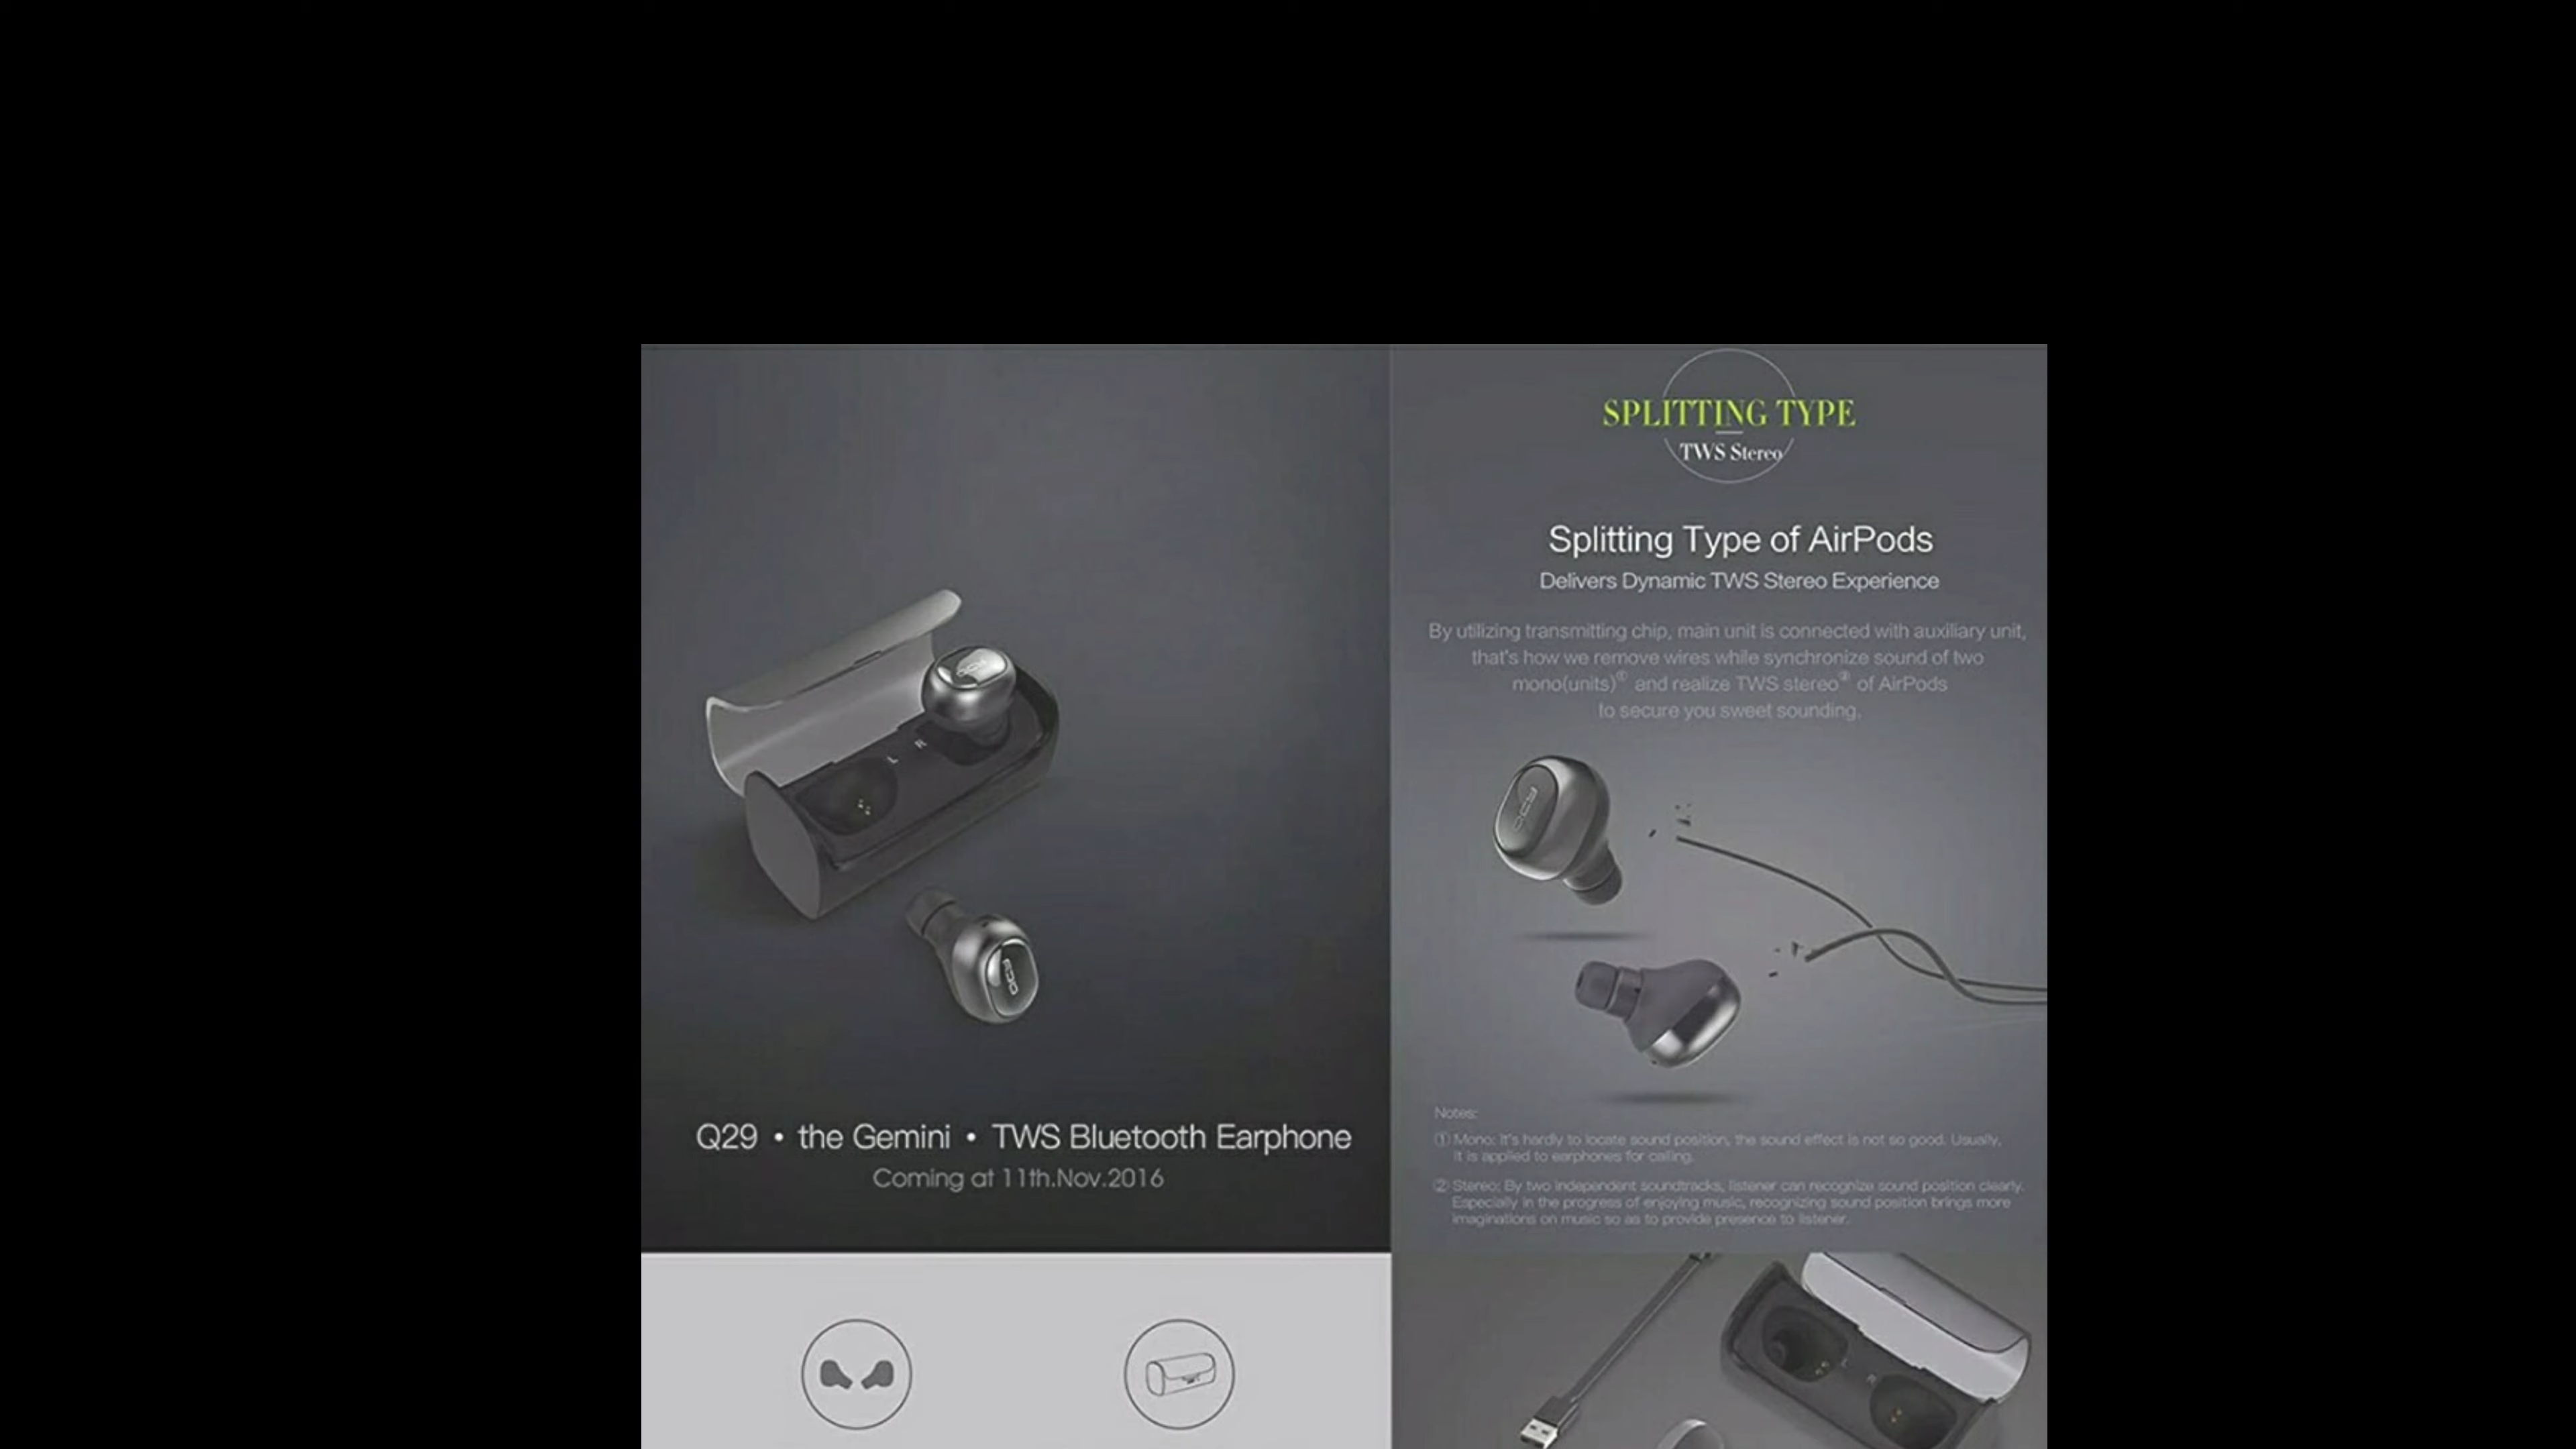 Q29 • the Gemini • TWS Bluetooth Earphone
Coming at 11th.Nov.2016
SPLITTING TYPE
TWS Stereo
Splitting Type of AirPods
Delivers Dynamic TWS Stereo Experience
By utilizing transmitting chip, main unit is connected with auxiliary unit,
that's how we remove wires while synchronize sound of two
mono(units)① and realize TWS stereo② of AirPods
to secure you sweet sounding.
Notes:
① Mono: It's hardly to locate sound position, the sound effect is not so good. Usually,
it is applied to earphones for calling.
② Stereo: By two independent soundtracks, listener can recognize sound position clearly.
Especially in the progress of enjoying music, recognizing sound position brings more
imaginations on music so as to provide presence to listener.
L
R
QCY
QCY
QCY
R